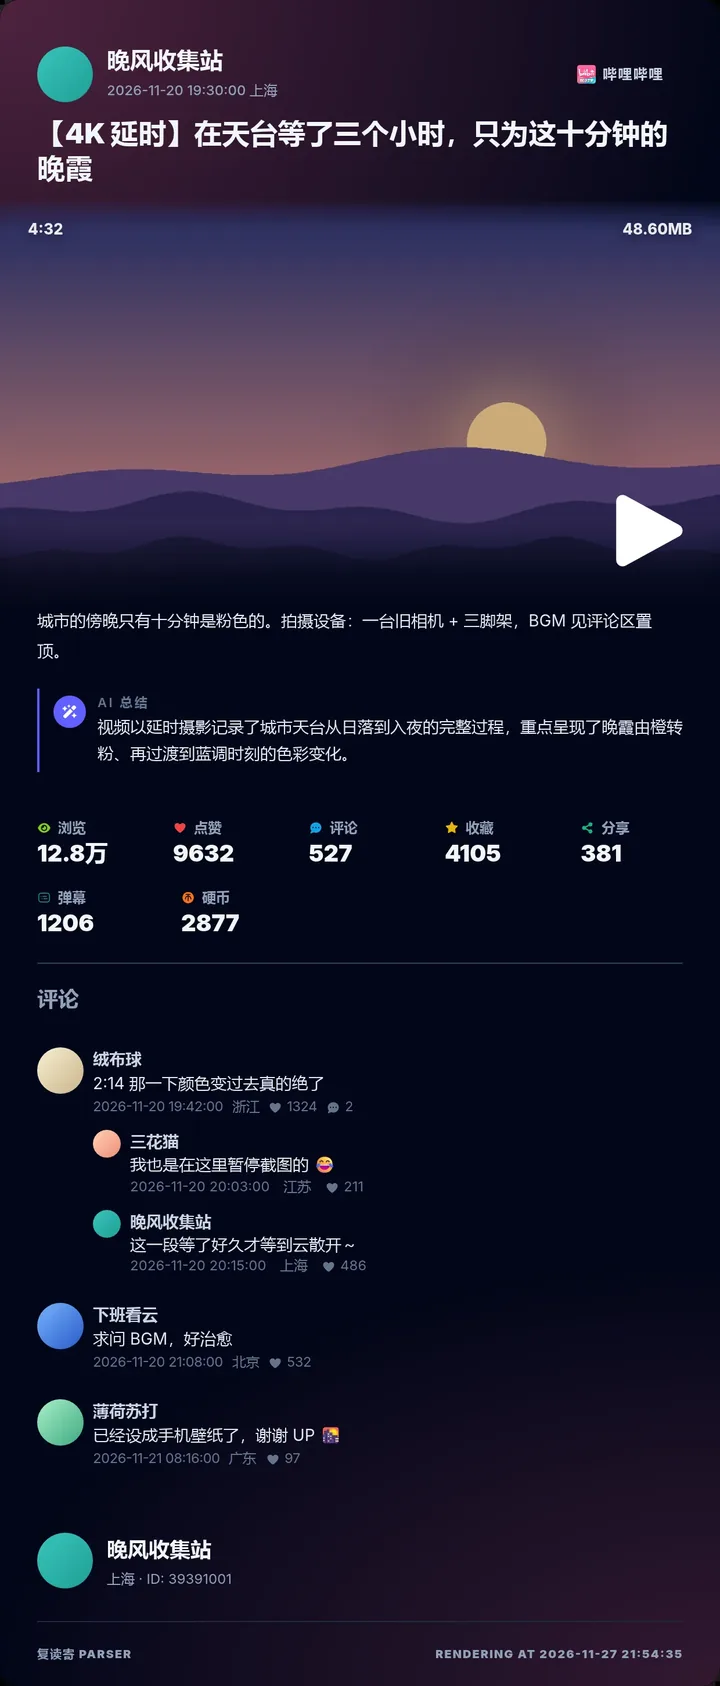 晚风收集站
2026-11-20 19:30:00 上海
哔哩哔哩
【4K 延时】在天台等了三个小时，只为这十分钟的
晚霞
4:32
48.60MB
城市的傍晚只有十分钟是粉色的。拍摄设备：一台旧相机 + 三脚架，BGM 见评论区置
顶。
AI 总结
视频以延时摄影记录了城市天台从日落到入夜的完整过程，重点呈现了晚霞由橙转
粉、再过渡到蓝调时刻的色彩变化。
浏览 点赞 评论 收藏 分享
12.8万 9632 527 4105 381
弹幕 硬币
1206 2877
评论
绒布球
2:14 那一下颜色变过去真的绝了
2026-11-20 19:42:00 浙江 1324 2
三花猫
我也是在这里暂停截图的 😂
2026-11-20 20:03:00 江苏 211
晚风收集站
这一段等了好久才等到云散开～
2026-11-20 20:15:00 上海 486
下班看云
求问 BGM，好治愈
2026-11-20 21:08:00 北京 532
薄荷苏打
已经设成手机壁纸了，谢谢 UP 🌇
2026-11-21 08:16:00 广东 97
晚风收集站
上海 · ID: 39391001
复读寄 PARSER
RENDERING AT 2026-11-27 21:54:35